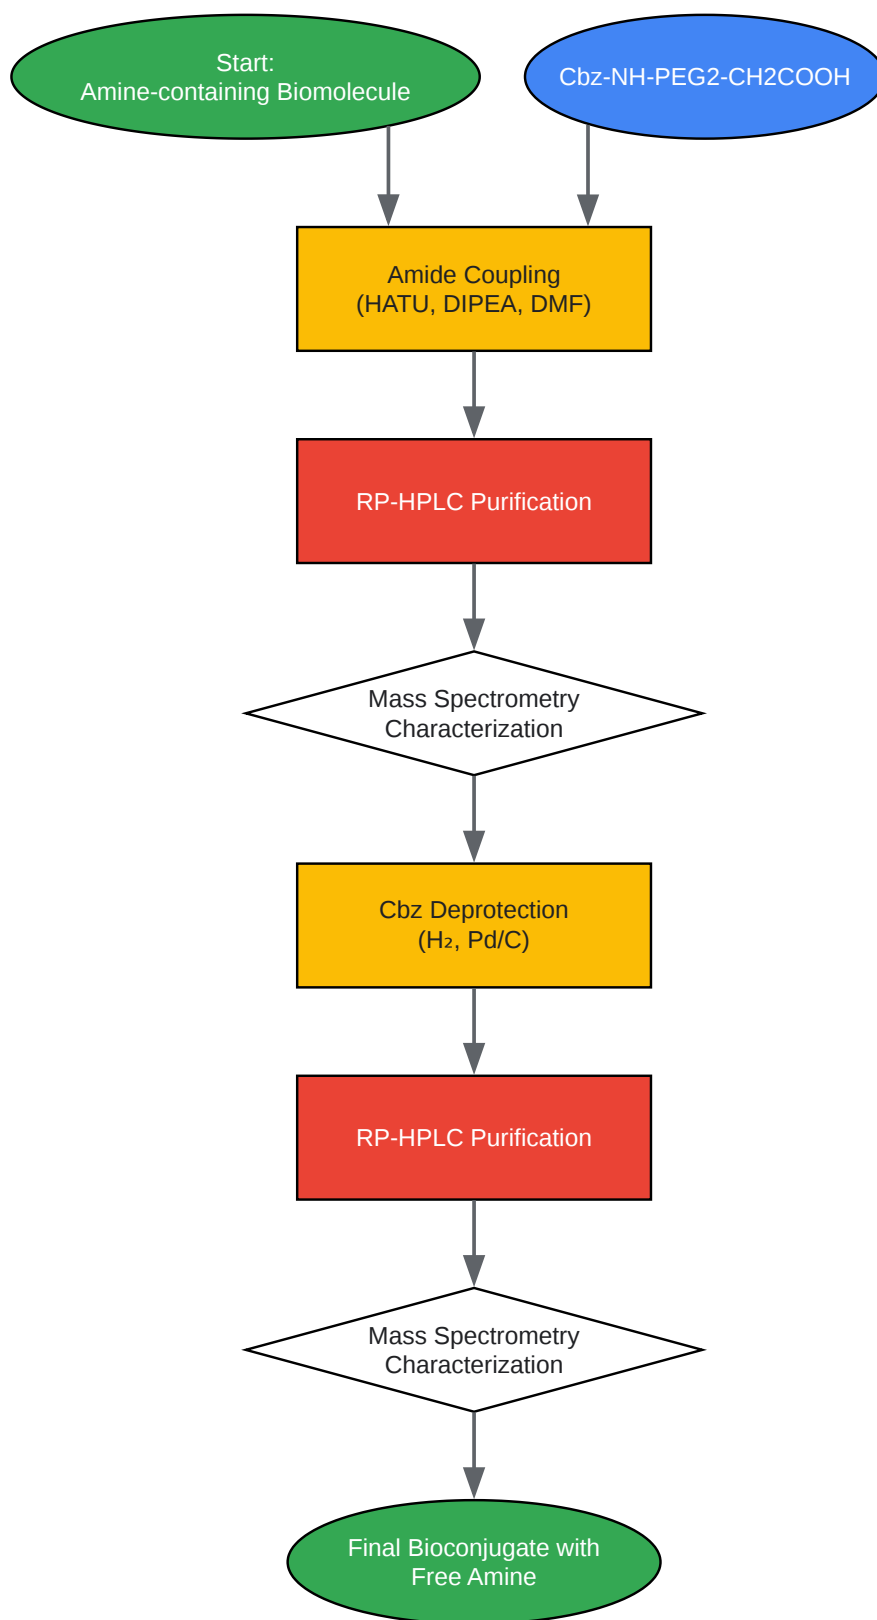 Start:
Amine-containing Biomolecule
Cbz-NH-PEG2-CH2COOH
Amide Coupling
(HATU, DIPEA, DMF)
RP-HPLC Purification
Mass Spectrometry
Characterization
Cbz Deprotection
(H₂, Pd/C)
RP-HPLC Purification
Mass Spectrometry
Characterization
Final Bioconjugate with
Free Amine